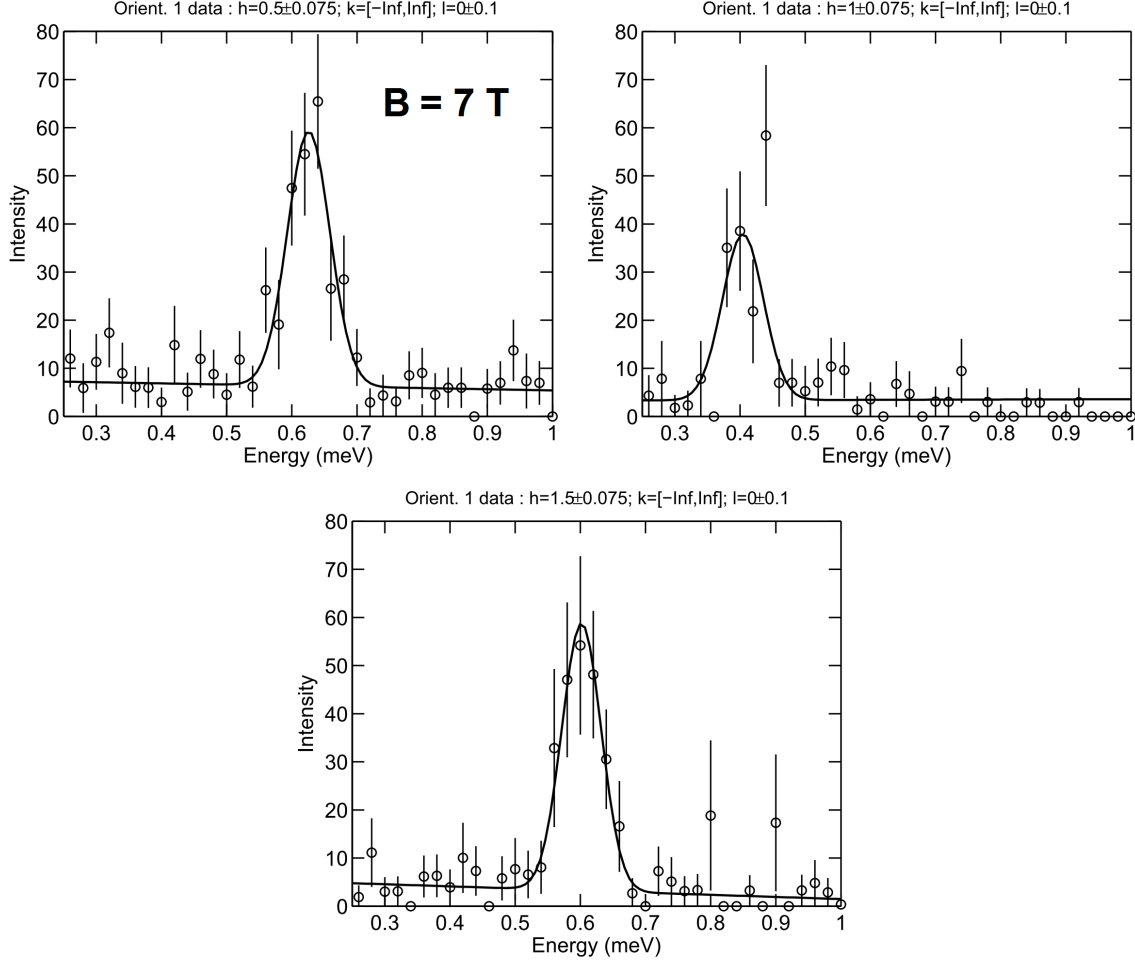 Orient. 1 data : h=0.5±0.075; k=[−Inf,Inf]; l=0±0.1
80
70
60
50
40
30
20
10
0
Intensity
B = 7 T
0.3 0.4 0.5 0.6 0.7 0.8 0.9 1
Energy (meV)
Orient. 1 data : h=1±0.075; k=[−Inf,Inf]; l=0±0.1
80
70
60
50
40
30
20
10
0
Intensity
0.3 0.4 0.5 0.6 0.7 0.8 0.9 1
Energy (meV)
Orient. 1 data : h=1.5±0.075; k=[−Inf,Inf]; l=0±0.1
80
70
60
50
40
30
20
10
0
Intensity
0.3 0.4 0.5 0.6 0.7 0.8 0.9 1
Energy (meV)